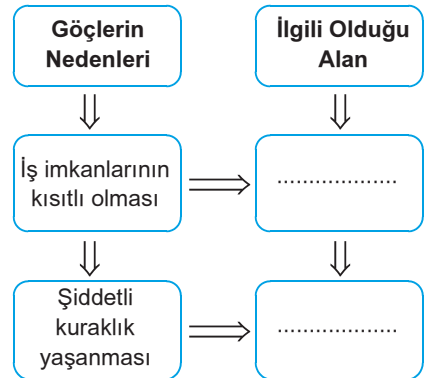 Göçlerin
Nedenleri
İlgili Olduğu
Alan
İş imkanlarının
kısıtlı olması
...................
Şiddetli
kuraklık
yaşanması
...................